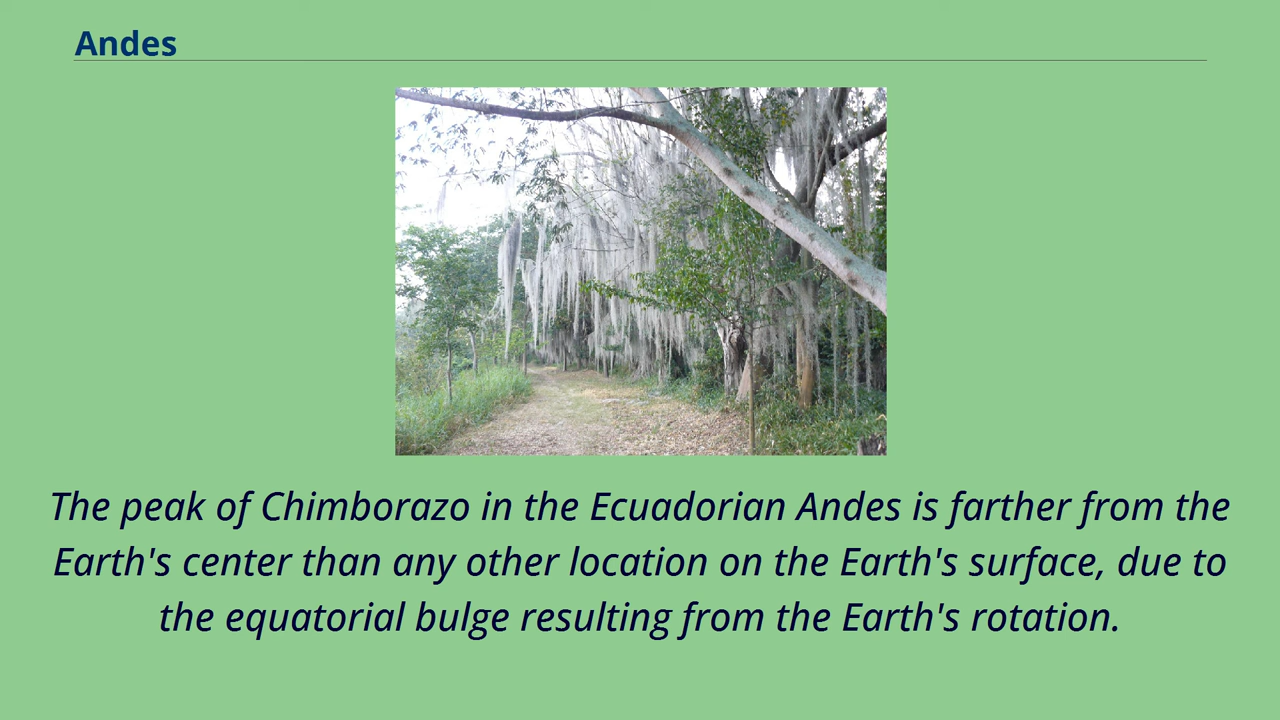 Andes
The peak of Chimborazo in the Ecuadorian Andes is farther from the
Earth's center than any other location on the Earth's surface, due to
the equatorial bulge resulting from the Earth's rotation.